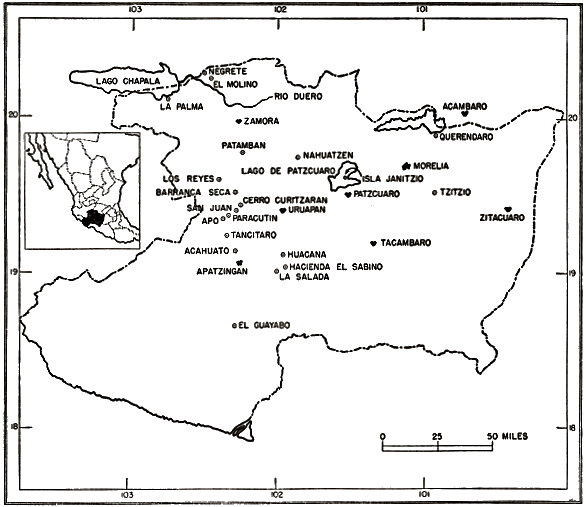 103 102 101
LAGO CHAPALA
NEGRETE
EL MOLINO
RIO DUERO
LA PALMA
ACAMBARO
20 20
ZAMORA
QUERENDARO
PATAMBAN
NAHUATZEN
LAGO DE PATZCUARO
MORELIA
LOS REYES
ISLA JANITZIO
BARRANCA SECA
PATZCUARO
TZITZIO
CERRO CURITZARAN
SAN JUAN
URUAPAN
ZITACUARO
APO
PARACUTIN
TANCITARO
TACAMBARO
ACAHUATO
HUACANA
APATZINGAN
HACIENDA EL SABINO
19 19
LA SALADA
EL GUAYABO
18 18
0 25 50 MILES
103 102 101